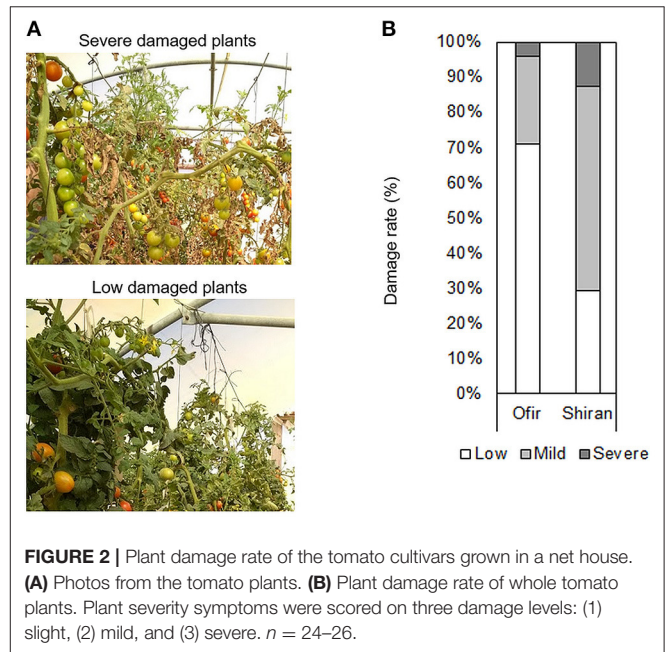 A
Severe damaged plants
Low damaged plants
B
Damage rate (%)
100%
90%
80%
70%
60%
50%
40%
30%
20%
10%
0%
Ofir Shiran
Low Mild Severe
FIGURE 2 | Plant damage rate of the tomato cultivars grown in a net house.
(A) Photos from the tomato plants. (B) Plant damage rate of whole tomato
plants. Plant severity symptoms were scored on three damage levels: (1)
slight, (2) mild, and (3) severe. n = 24–26.